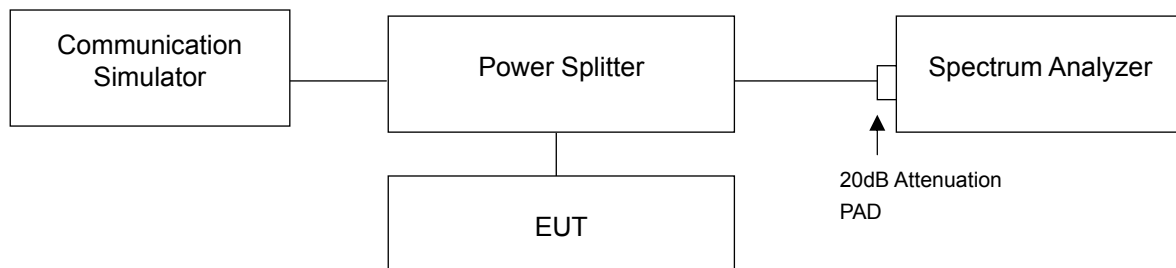 Communication
Simulator
Power Splitter
Spectrum Analyzer
20dB Attenuation
PAD
EUT